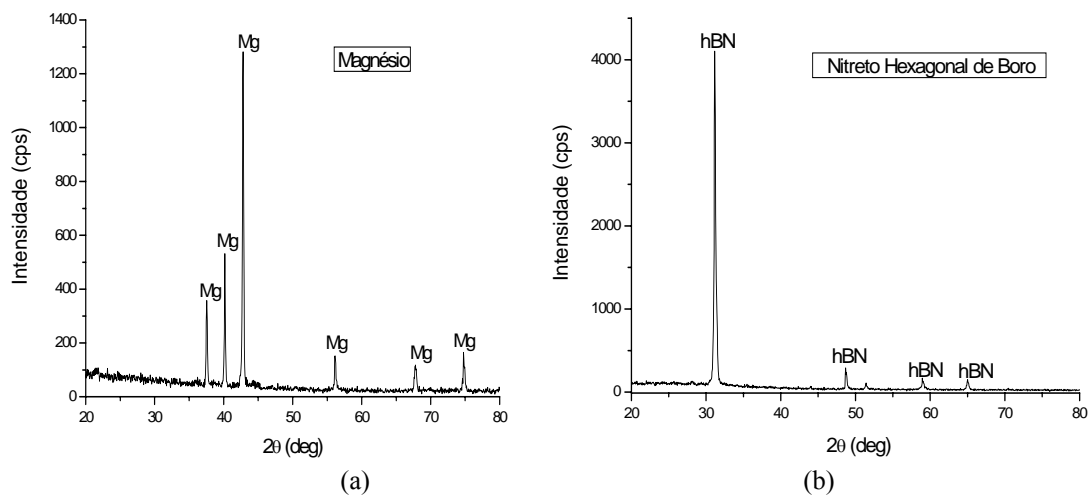 Magnésio
Intensidade (cps)
1400
1200
1000
800
600
400
200
0
Mg
Mg
Mg
Mg
Mg
Mg
20 30 40 50 60 70 80
2θ (deg)
(a)
Nitreto Hexagonal de Boro
Intensidade (cps)
4000
3000
2000
1000
0
hBN
hBN
hBN
hBN
20 30 40 50 60 70 80
2θ (deg)
(b)